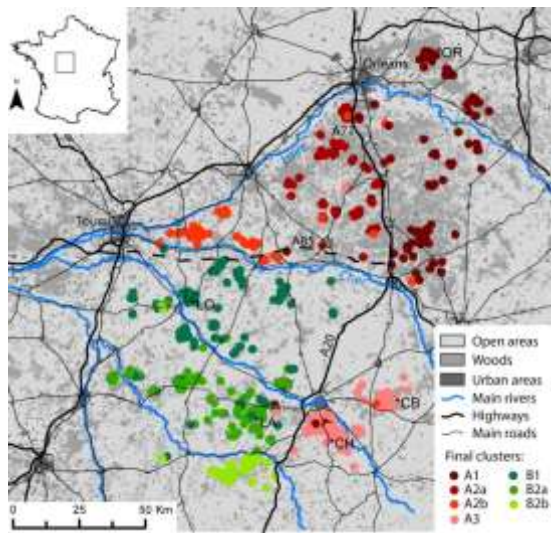 OR
Orléans
A71
Tours
A85
LO
A20
*CB
*CH
Open areas
Woods
Urban areas
Main rivers
Highways
Main roads
Final clusters:
A1 B1
A2a B2a
A2b B2b
A3
0 25 50 Km